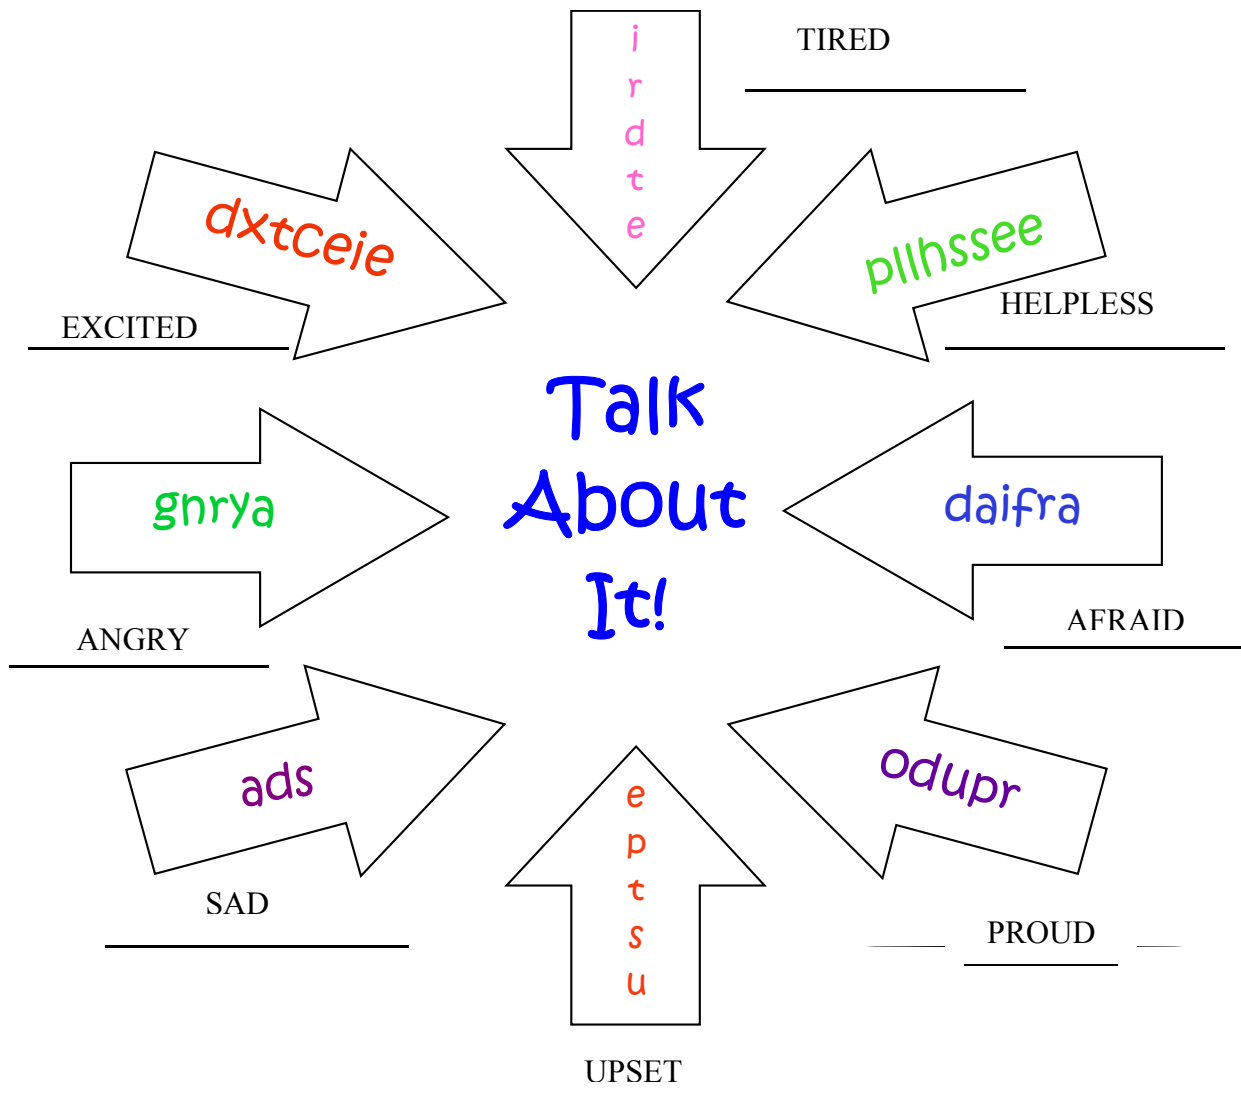 i
r
d
t
e
TIRED
dxtceie
EXCITED
pllhssee
HELPLESS
Talk
About
It!
gnrya
ANGRY
daifra
AFRAID
ads
SAD
odupr
PROUD
e
p
t
s
u
UPSET